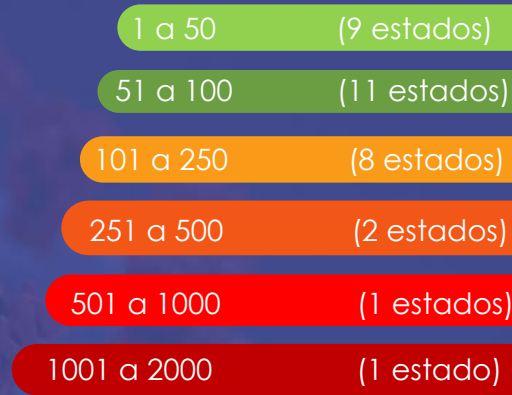 1 a 50 (9 estados)
51 a 100 (11 estados)
101 a 250 (8 estados)
251 a 500 (2 estados)
501 a 1000 (1 estados)
1001 a 2000 (1 estado)